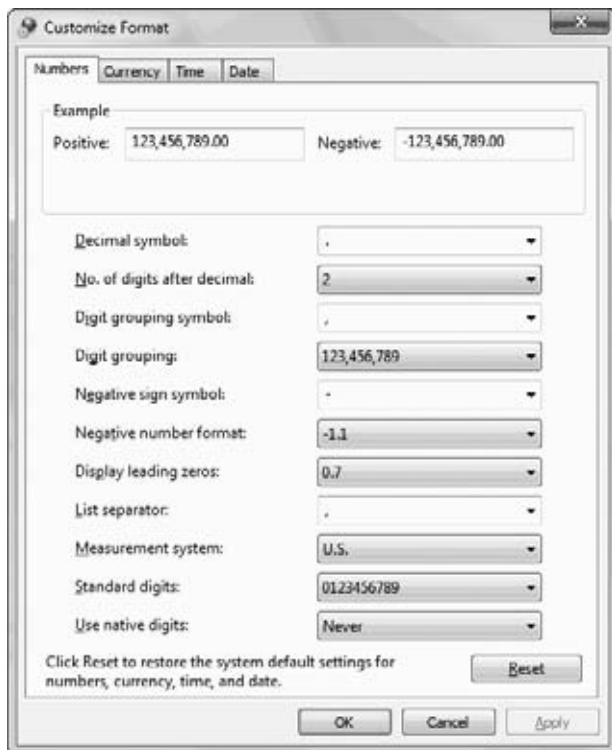 Customize Format
Numbers Currency Time Date
Example
Positive: 123,456,789.00 Negative: -123,456,789.00
Decimal symbol: .
No. of digits after decimal: 2
Digit grouping symbol: ,
Digit grouping: 123,456,789
Negative sign symbol: -
Negative number format: -1.1
Display leading zeros: 0.7
List separator: ,
Measurement system: U.S.
Standard digits: 0123456789
Use native digits: Never
Click Reset to restore the system default settings for
numbers, currency, time, and date.
Reset
OK Cancel Apply